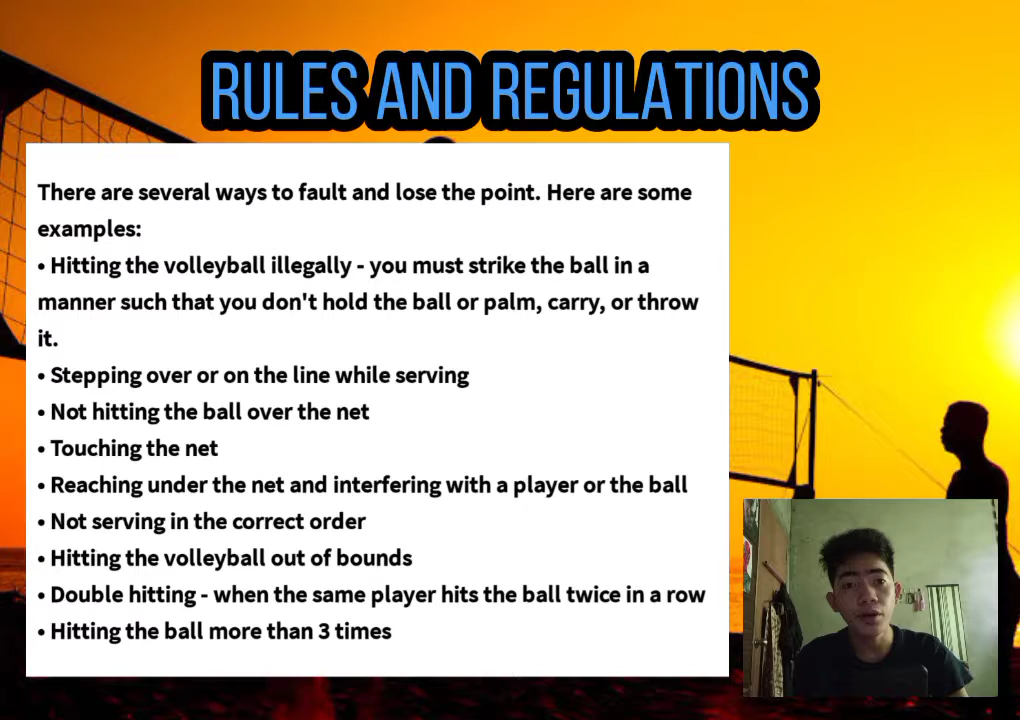 RULES AND REGULATIONS
There are several ways to fault and lose the point. Here are some
examples:
• Hitting the volleyball illegally - you must strike the ball in a
manner such that you don't hold the ball or palm, carry, or throw
it.
• Stepping over or on the line while serving
• Not hitting the ball over the net
• Touching the net
• Reaching under the net and interfering with a player or the ball
• Not serving in the correct order
• Hitting the volleyball out of bounds
• Double hitting - when the same player hits the ball twice in a row
• Hitting the ball more than 3 times